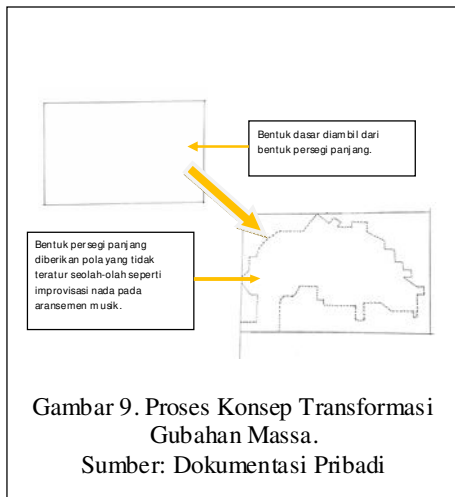 Bentuk dasar diambil dari
bentuk persegi panjang.
Bentuk persegi panjang
diberikan pola yang tidak
teratur seolah-olah seperti
improvisasi nada pada
aransemen musik.
Gambar 9. Proses Konsep Transformasi
Gubahan Massa.
Sumber: Dokumentasi Pribadi